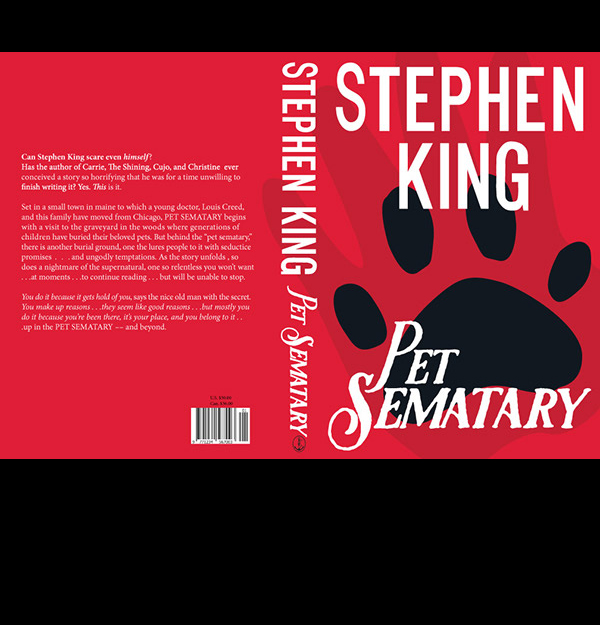 Can Stephen King scare even himself?
Has the author of Carrie, The Shining, Cujo, and Christine ever
conceived a story so horrifying that he was for a time unwilling to
finish writing it? Yes. This is it.
Set in a small town in maine to which a young doctor, Louis Creed,
and this family have moved from Chicago, PET SEMATARY begins
with a visit to the graveyard in the woods where generations of
children have buried their beloved pets. But behind the "pet sematary,"
there is another burial ground, one the lures people to it with seductice
promises . . . and ungodly temptations. As the story unfolds , so
does a nightmare of the supernatural, one so relentless you won't want
. . .at moments . . .to continue reading . . . but will be unable to stop.
You do it because it gets hold of you, says the nice old man with the secret.
You make up reasons . . .they seem like good reasons . . .but mostly you
do it because you've been there, it's your place, and you belong to it . .
.up in the PET SEMATARY –– and beyond.
STEPHEN KING PET SEMATARY
STEPHEN
KING
PET
SEMATARY